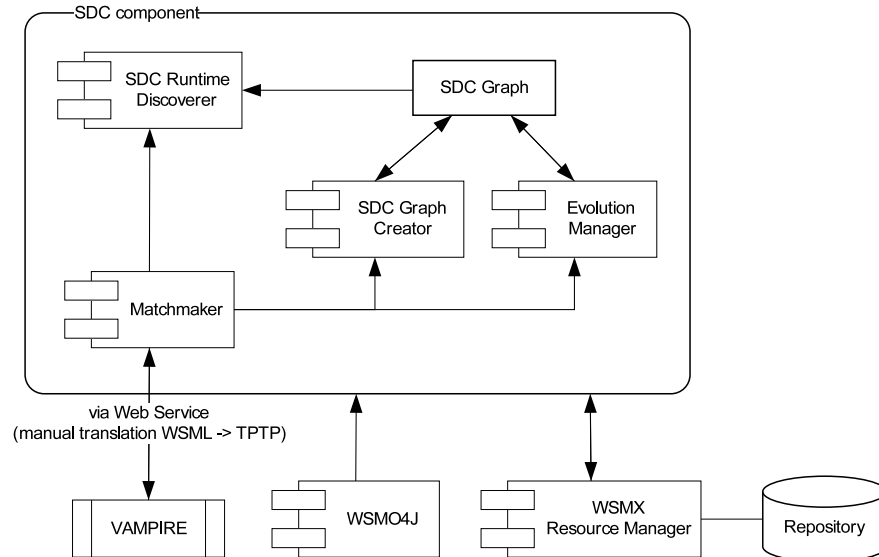 SDC component
SDC Runtime
Discoverer
SDC Graph
SDC Graph
Creator
Evolution
Manager
Matchmaker
via Web Service
(manual translation WSML -> TPTP)
VAMPIRE
WSMO4J
WSMX
Resource Manager
Repository